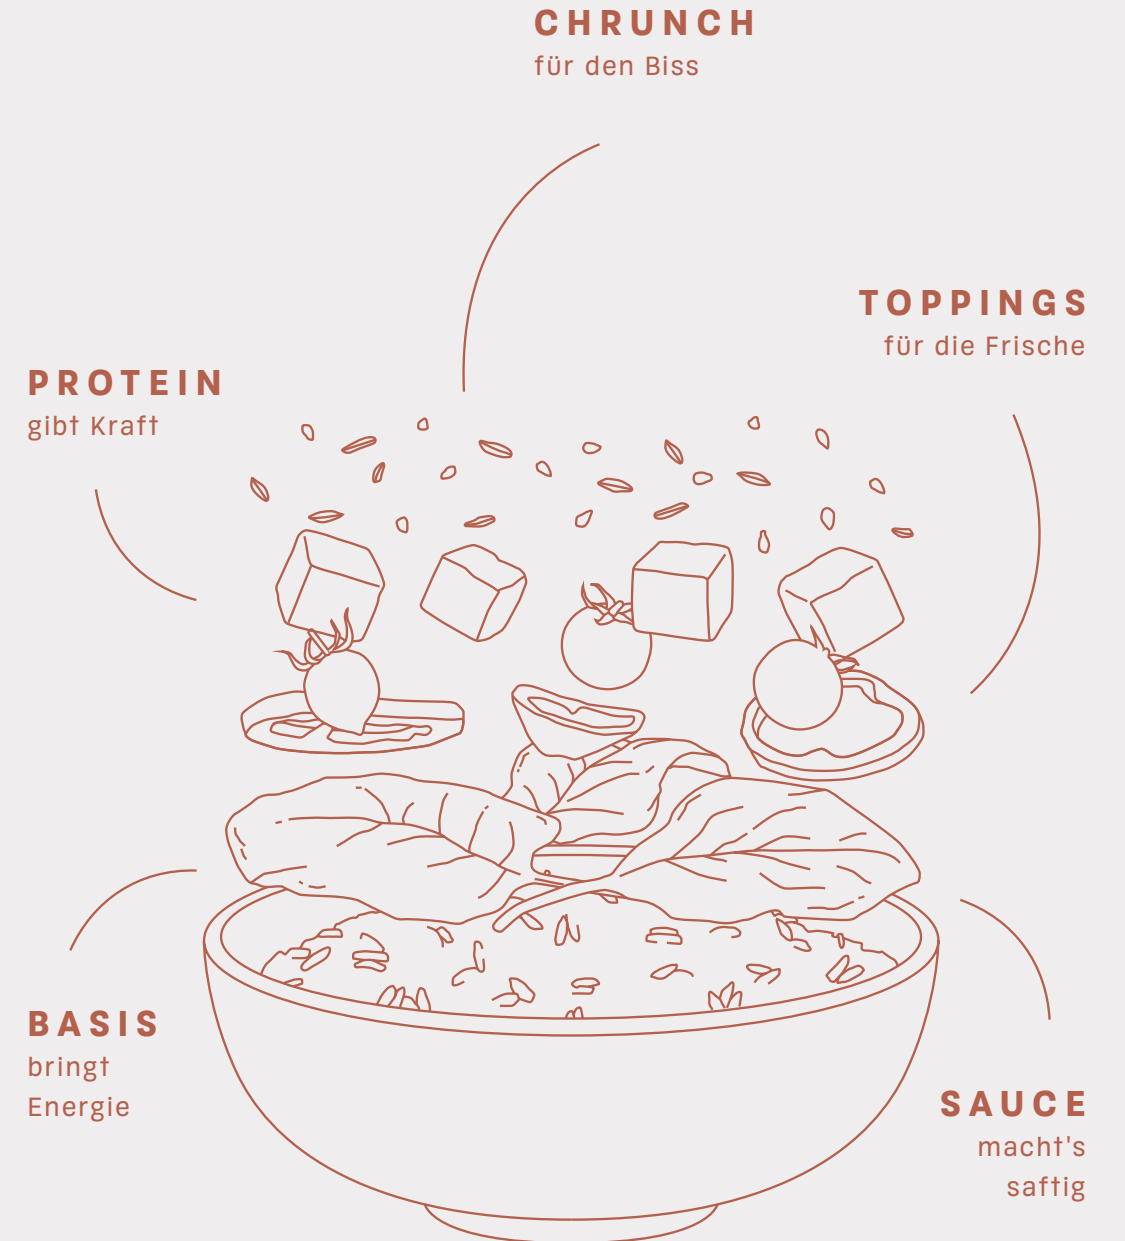 CHRUNCH
für den Biss
TOPPINGS
für die Frische
PROTEIN
gibt Kraft
BASIS
bringt
Energie
SAUCE
macht's
saftig